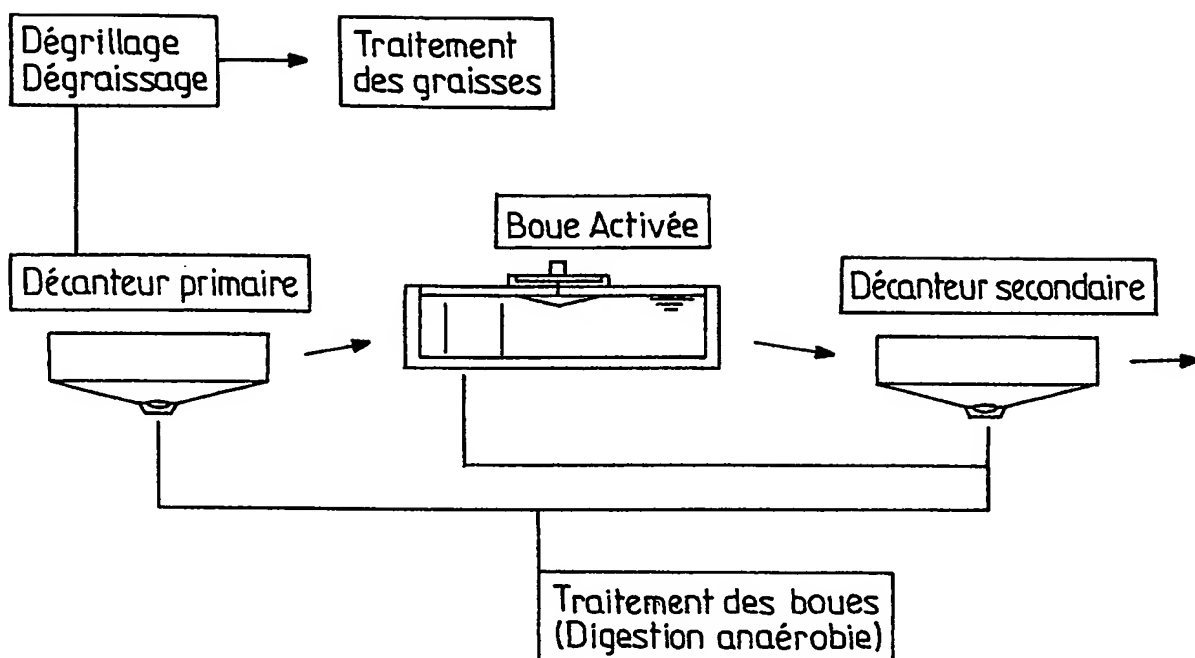 Dégrillage
Dégraissage
Traitement
des graisses
Boue Activée
Décanteur primaire
Décanteur secondaire
Traitement des boues
(Digestion anaérobie)